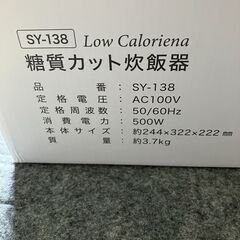 SY-138 Low Caloriena
糖質カット炊飯器
品番：SY-138
定格電圧：AC100V
定格周波数：50/60Hz
消費電力：500W
本体サイズ：約244×322×222㎜
質量：約3.7kg